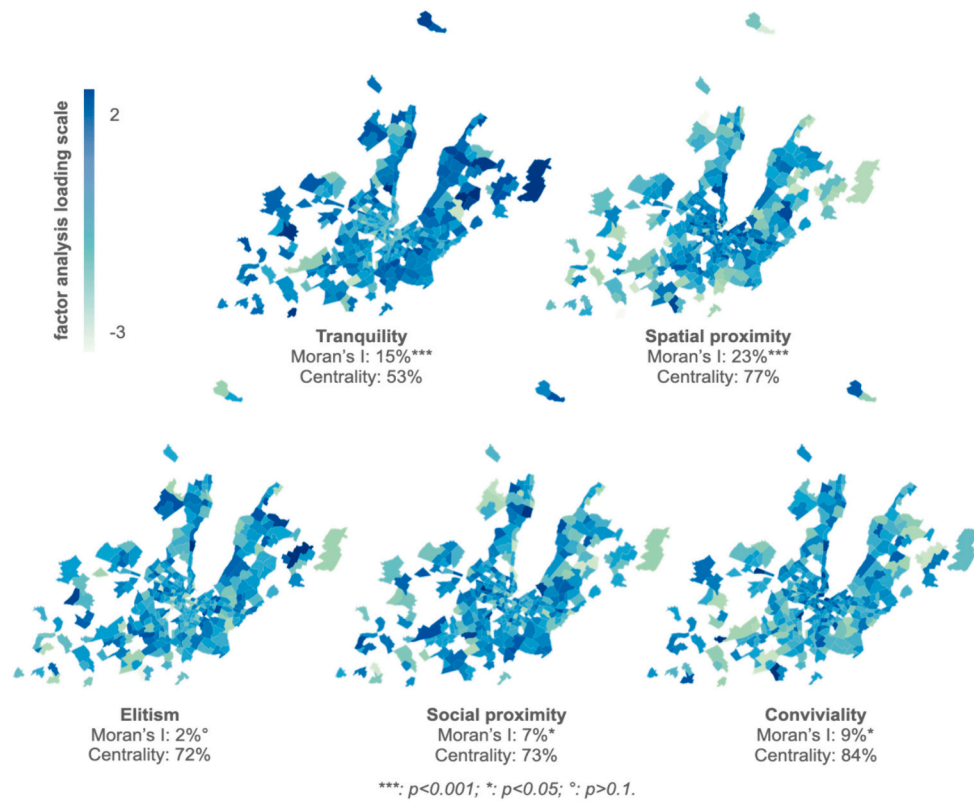 factor analysis loading scale
2
-3
Tranquility
Moran's I: 15%***
Centrality: 53%
Spatial proximity
Moran's I: 23%***
Centrality: 77%
Elitism
Moran's I: 2%°
Centrality: 72%
Social proximity
Moran's I: 7%*
Centrality: 73%
Conviviality
Moran's I: 9%*
Centrality: 84%
***: p<0.001; *: p<0.05; °: p>0.1.